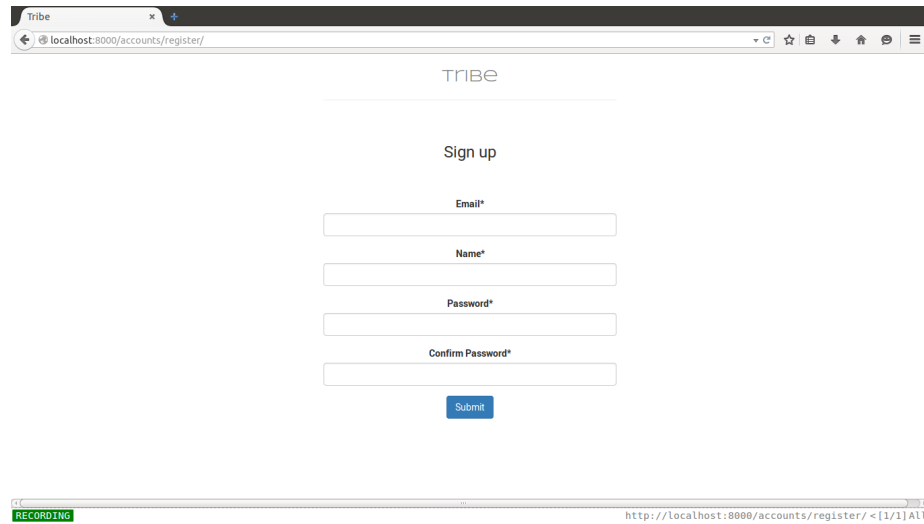 Tribe
localhost:8000/accounts/register/
TrIBe
Sign up
Email*
Name*
Password*
Confirm Password*
Submit
RECORDING
http://localhost:8000/accounts/register/ <[1/1]All